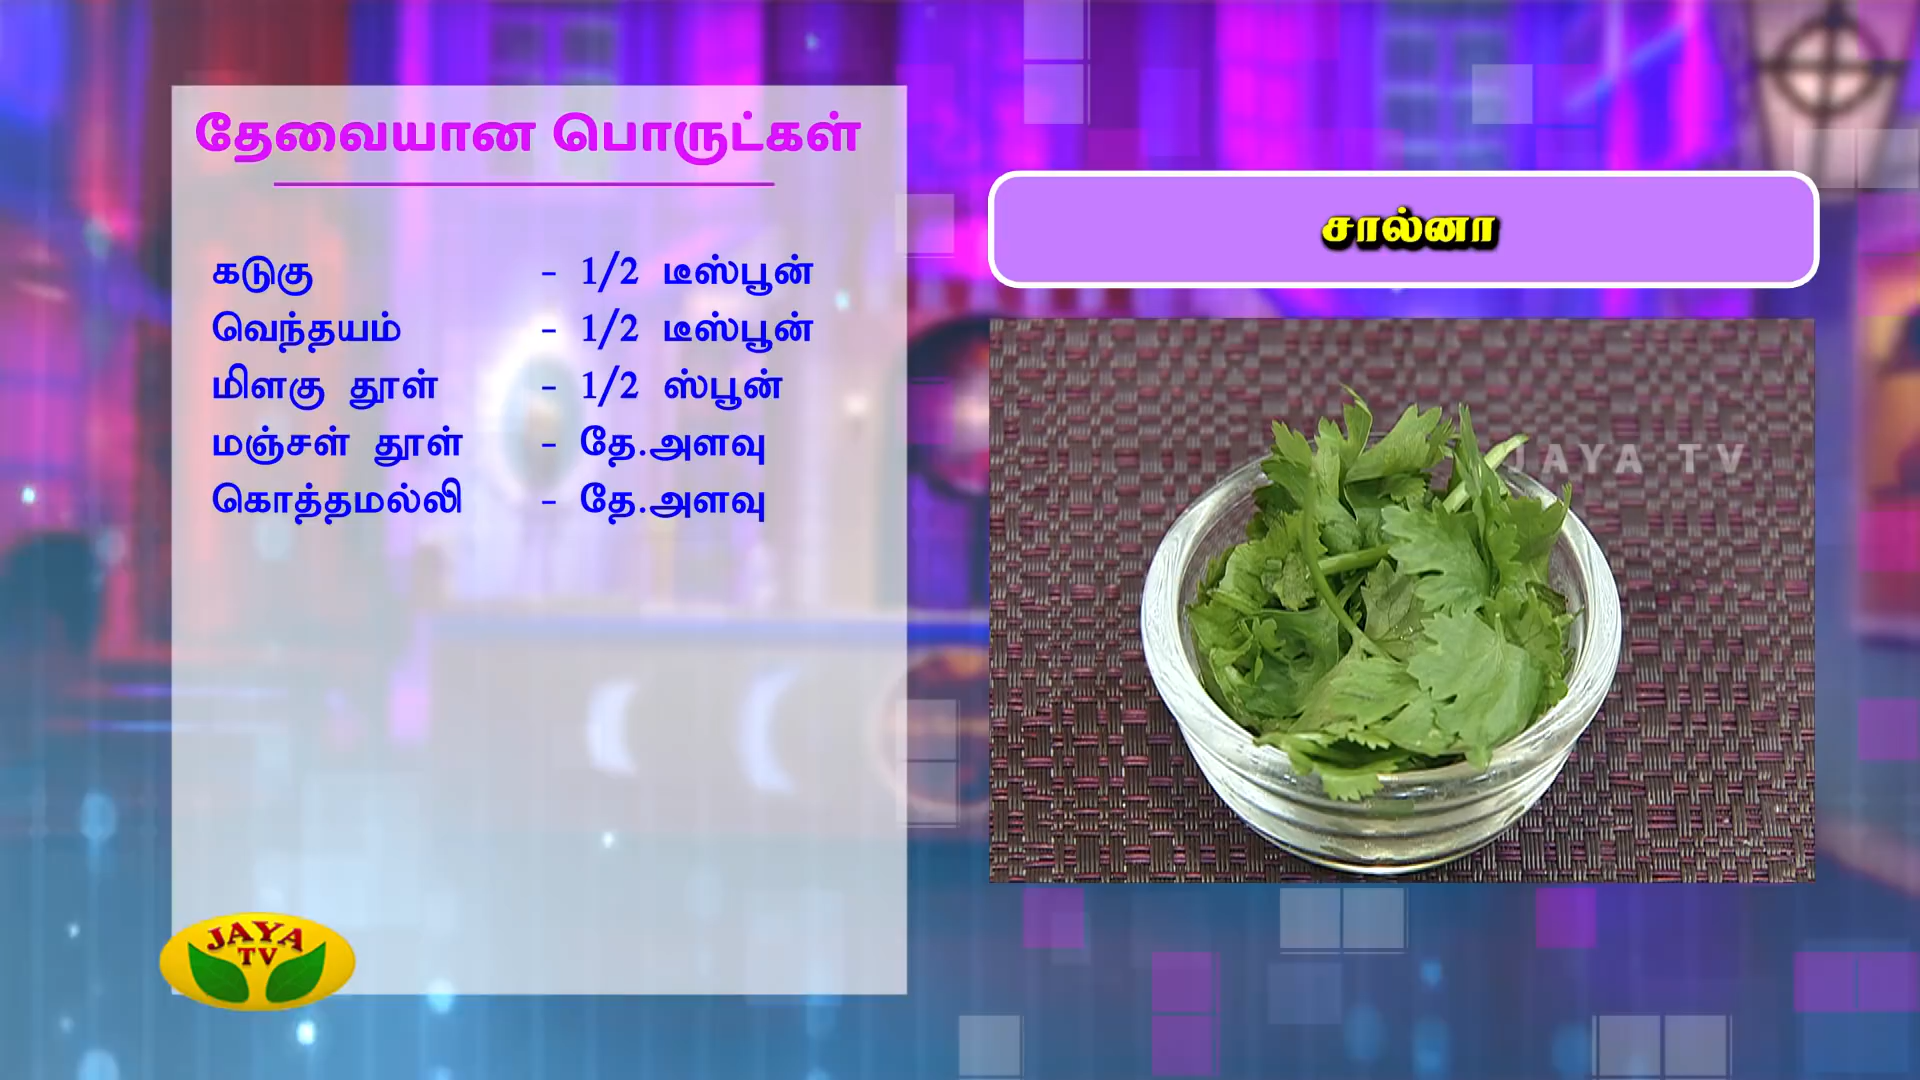 தேவையான பொருட்கள்
கடுகு - 1/2 டீஸ்பூன்
வெந்தயம் - 1/2 டீஸ்பூன்
மிளகு தூள் - 1/2 ஸ்பூன்
மஞ்சள் தூள் - தே.அளவு
கொத்தமல்லி - தே.அளவு
சால்னா
JAYA TV
JAYA
TV